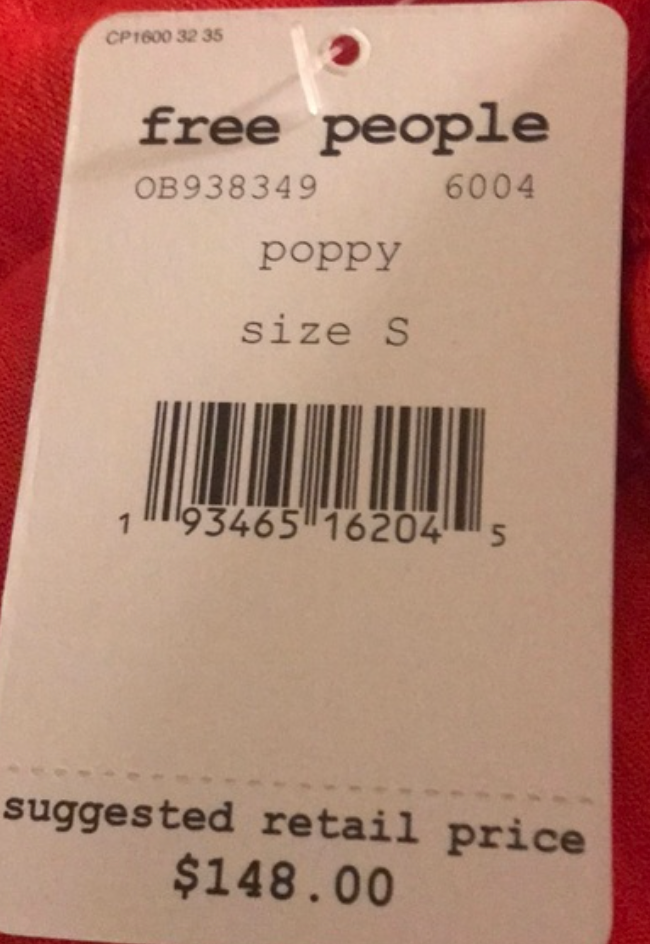 CP1600 32 35
free people
OB938349 6004
poppy
size S
1 93465 16204 5
suggested retail price
$148.00